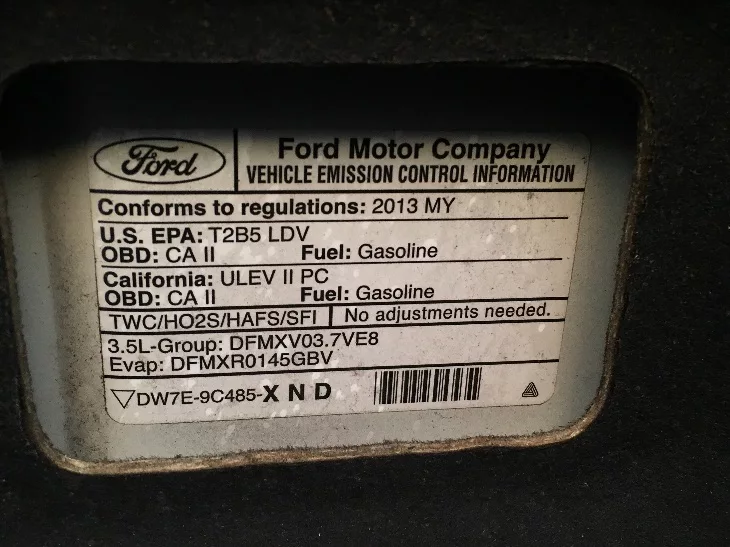 Ford
Ford Motor Company
VEHICLE EMISSION CONTROL INFORMATION
Conforms to regulations: 2013 MY
U.S. EPA: T2B5 LDV
OBD: CA II Fuel: Gasoline
California: ULEV II PC
OBD: CA II Fuel: Gasoline
TWC/HO2S/HAFS/SFI No adjustments needed.
3.5L-Group: DFMXV03.7VE8
Evap: DFMXR0145GBV
DW7E-9C485-X N D